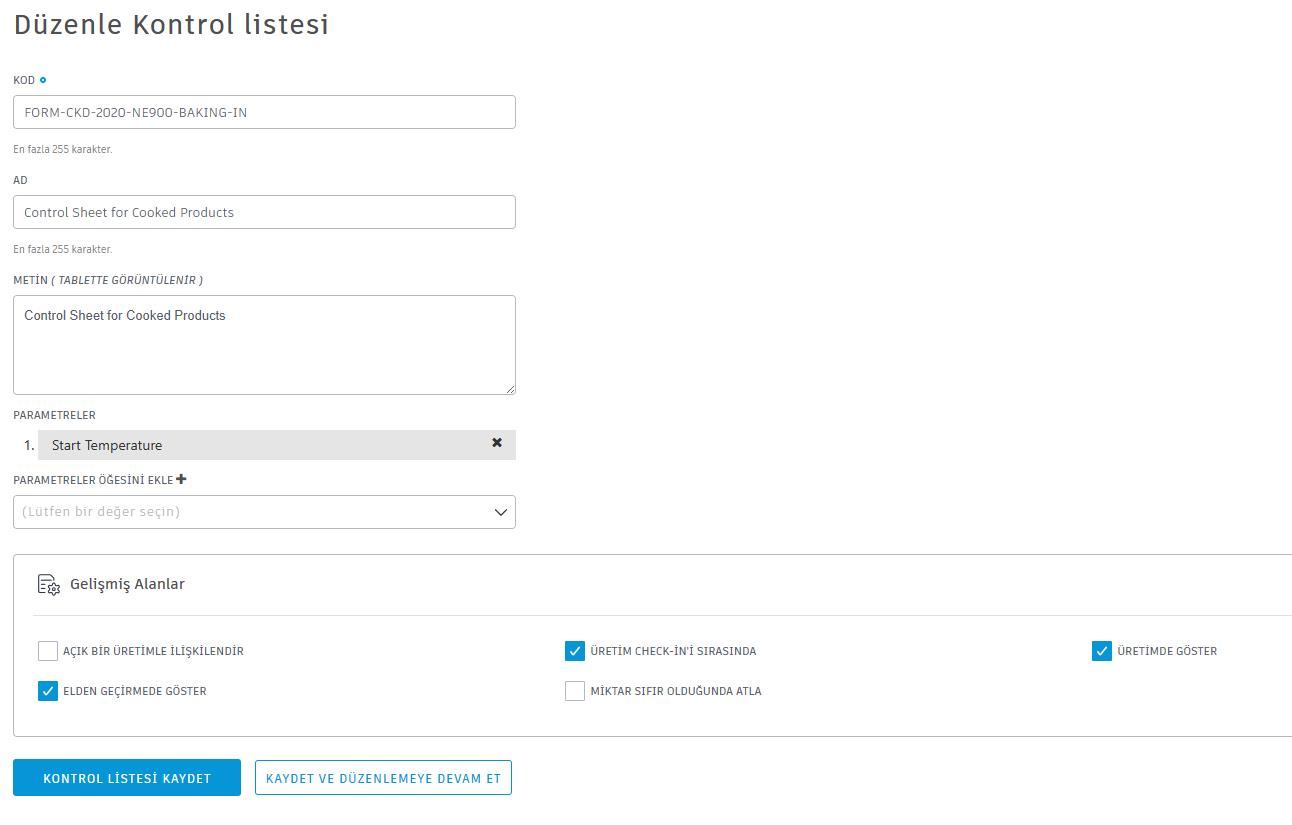 Düzenle Kontrol listesi
KOD
FORM-CKD-2020-NE900-BAKING-IN
En fazla 255 karakter.
AD
Control Sheet for Cooked Products
En fazla 255 karakter.
METİN ( TABLETTE GÖRÜNTÜLENİR )
Control Sheet for Cooked Products
PARAMETRELER
1. Start Temperature
PARAMETRELER ÖĞESİNİ EKLE
(Lütfen bir değer seçin)
Gelişmiş Alanlar
AÇIK BİR ÜRETİMLE İLİŞKİLENDİR
ÜRETİM CHECK-İN'İ SIRASINDA
ÜRETİMDE GÖSTER
ELDEN GEÇİRMEDE GÖSTER
MİKTAR SIFIR OLDUĞUNDA ATLA
KONTROL LİSTESİ KAYDET
KAYDET VE DÜZENLEMEYE DEVAM ET